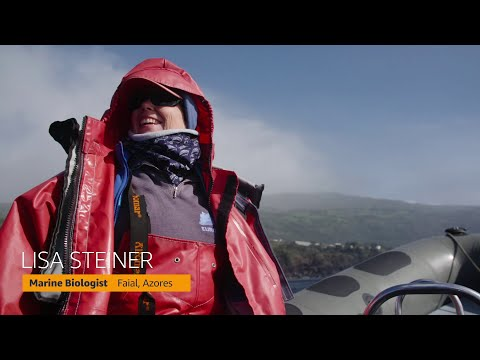 LISA STEINER
Marine Biologist Faial, Azores